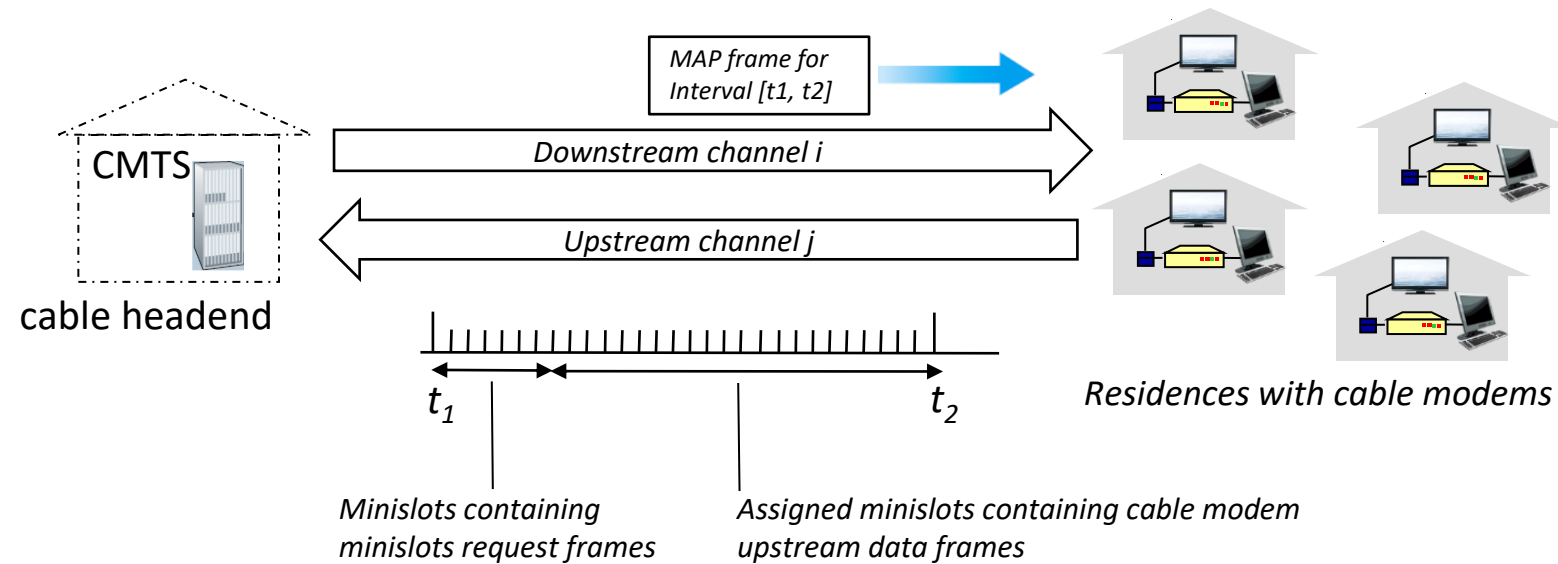 MAP frame for
Interval [t1, t2]
Downstream channel i
CMTS
Upstream channel j
cable headend
t1
t2
Residences with cable modems
Minislots containing
minislots request frames
Assigned minislots containing cable modem
upstream data frames